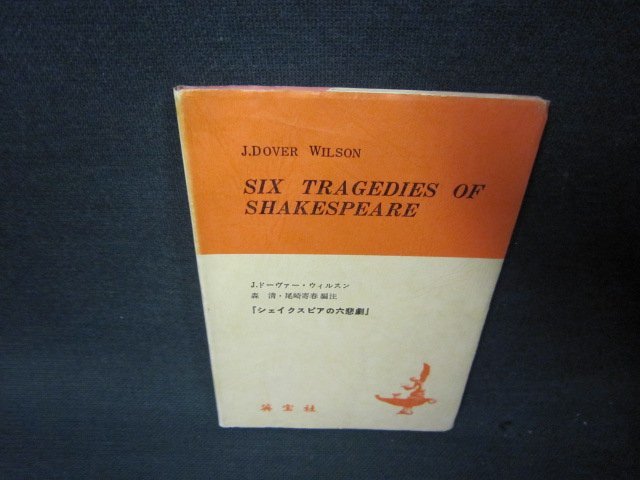 J.DOVER WILSON
SIX TRAGEDIES OF
SHAKESPEARE
J.ドーヴァー・ウィルスン
森 清・尾崎寄春 編注
『シェイクスピアの六悲劇』
英宝社